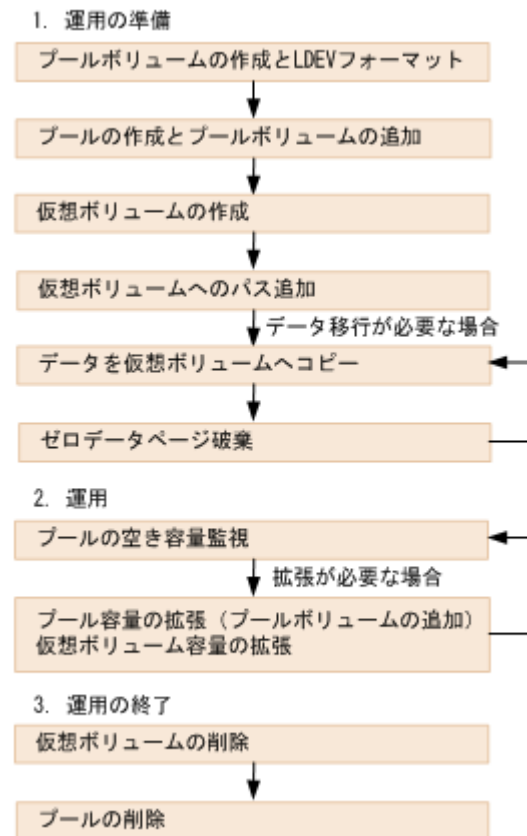 1. 運用の準備
プールボリュームの作成とLDEVフォーマット
プールの作成とプールボリュームの追加
仮想ボリュームの作成
仮想ボリュームへのパス追加
データ移行が必要な場合
データを仮想ボリュームへコピー
ゼロデータページ破棄
2. 運用
プールの空き容量監視
拡張が必要な場合
プール容量の拡張（プールボリュームの追加）
仮想ボリューム容量の拡張
3. 運用の終了
仮想ボリュームの削除
プールの削除